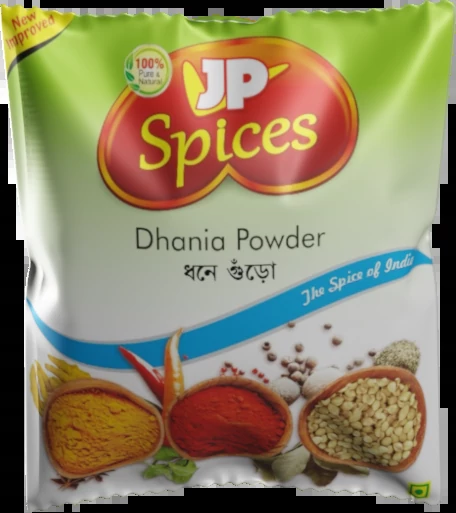 New
Improved
100%
Pure &
Natural
JP
Spices
Dhania Powder
ধনে গুঁড়ো
The Spice of India